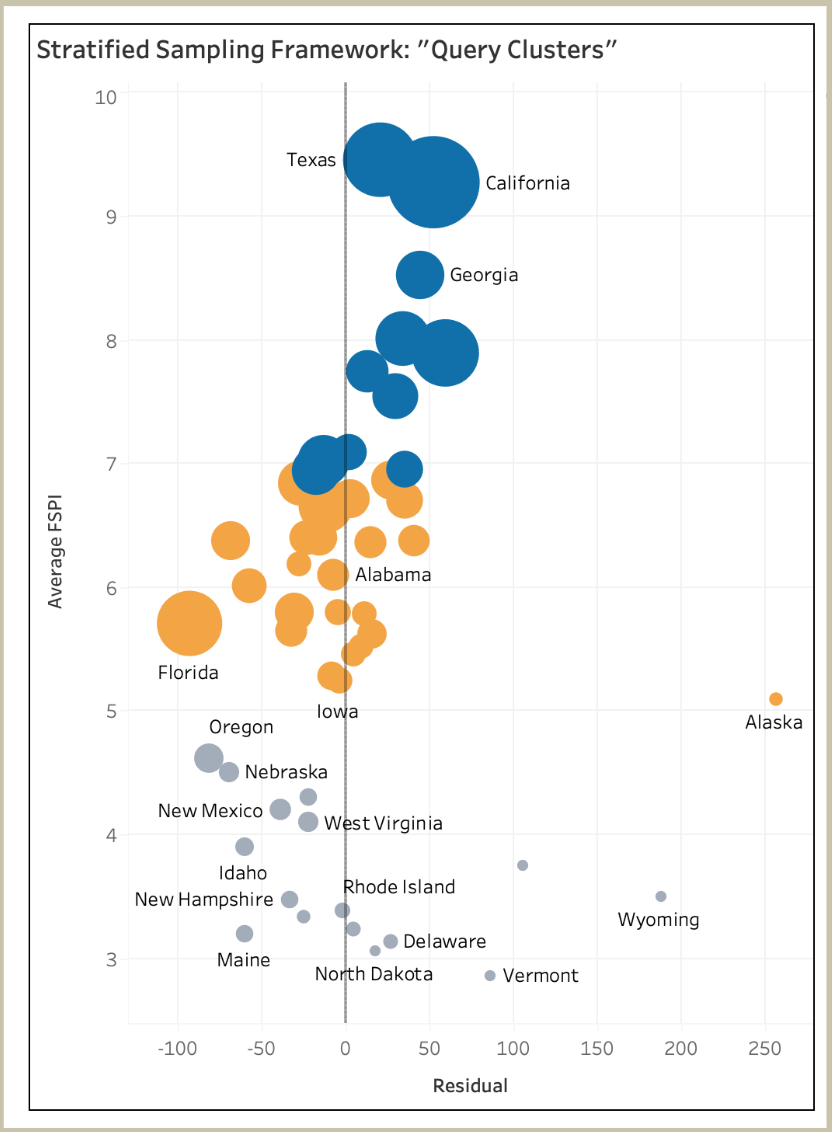 Stratified Sampling Framework: ”Query Clusters”
10
Texas
California
9
Georgia
8
7
Average FSPI
Alabama
6
Florida
Iowa
5
Alaska
Oregon
Nebraska
New Mexico
West Virginia
4
Idaho
Rhode Island
New Hampshire
Wyoming
Delaware
Maine
3
North Dakota
Vermont
-100 -50 0 50 100 150 200 250
Residual